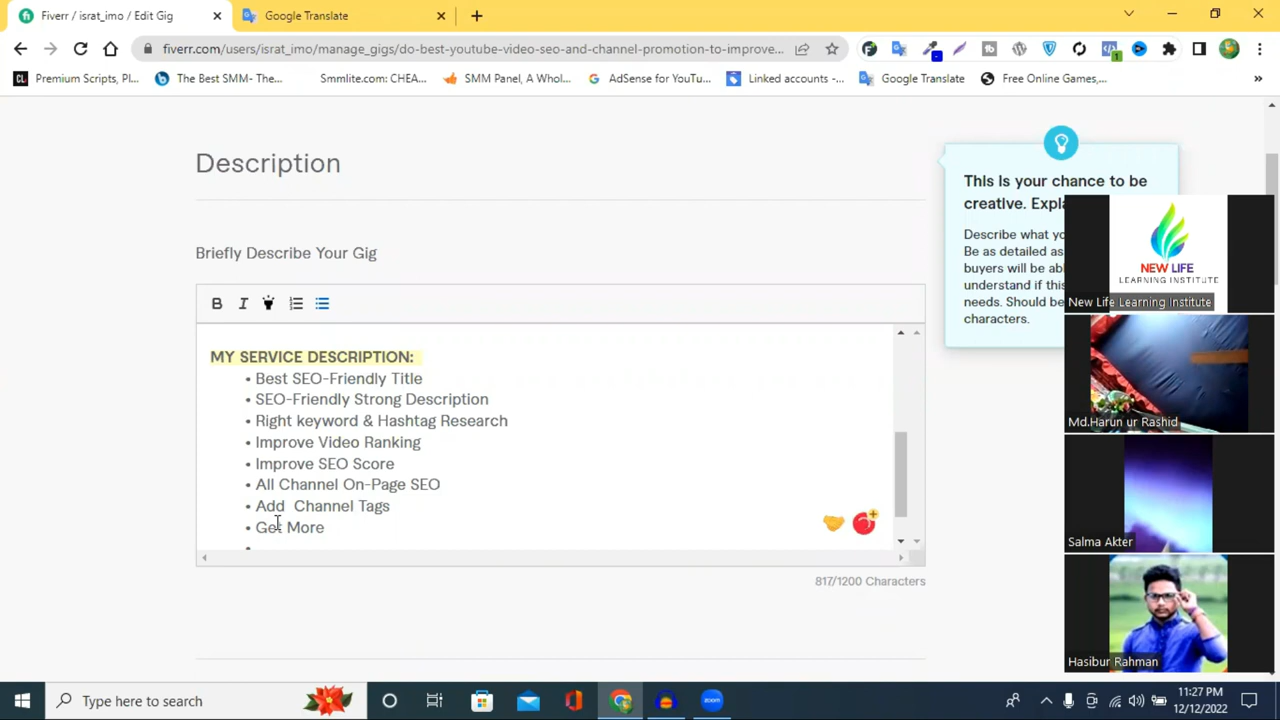 Fiverr / israt_imo / Edit Gig
Google Translate
fiverr.com/users/israt_imo/manage_gigs/do-best-youtube-video-seo-and-channel-promotion-to-improve...
1
CL Premium Scripts, Pl...
The Best SMM- The...
Smmlite.com: CHEA...
SMM Panel, A Whol...
AdSense for YouTu...
Linked accounts -...
Google Translate
Free Online Games,...
»
Description
Briefly Describe Your Gig
B I
MY SERVICE DESCRIPTION:
• Best SEO-Friendly Title
• SEO-Friendly Strong Description
• Right keyword & Hashtag Research
• Improve Video Ranking
• Improve SEO Score
• All Channel On-Page SEO
• Add  Channel Tags
• Get More
•
817/1200 Characters
This is your chance to be
creative. Expl
Describe what yo
Be as detailed as
buyers will be ab
understand if this
needs. Should be
characters.
NEW LIFE
LEARNING INSTITUTE
New Life Learning Institute
Md.Harun ur Rashid
Salma Akter
Hasibur Rahman
Type here to search
zoom
11:27 PM
12/12/2022